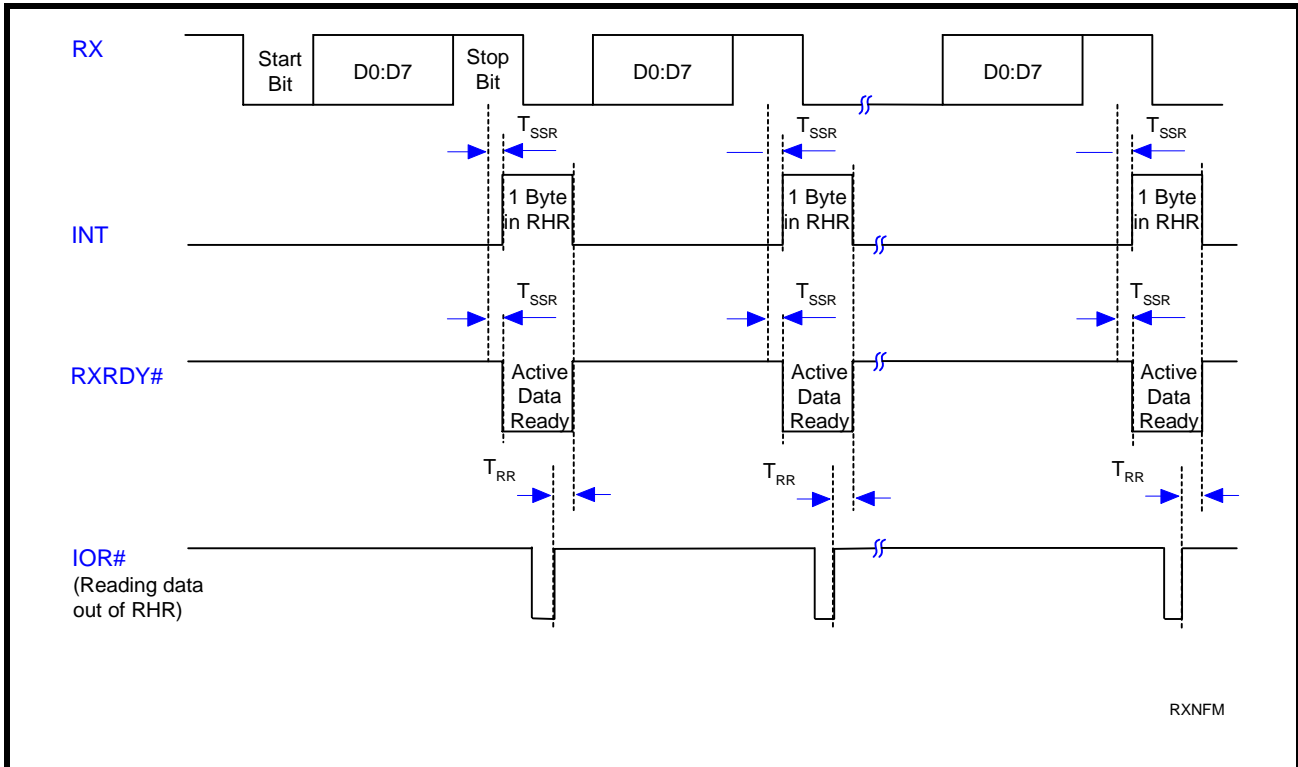 RX
Start
Bit
D0:D7
Stop
Bit
D0:D7
D0:D7
TSSR
TSSR
TSSR
1 Byte
in RHR
1 Byte
in RHR
1 Byte
in RHR
INT
TSSR
TSSR
TSSR
RXRDY#
Active
Data
Ready
Active
Data
Ready
Active
Data
Ready
TRR
TRR
TRR
IOR#
(Reading data
out of RHR)
RXNFM